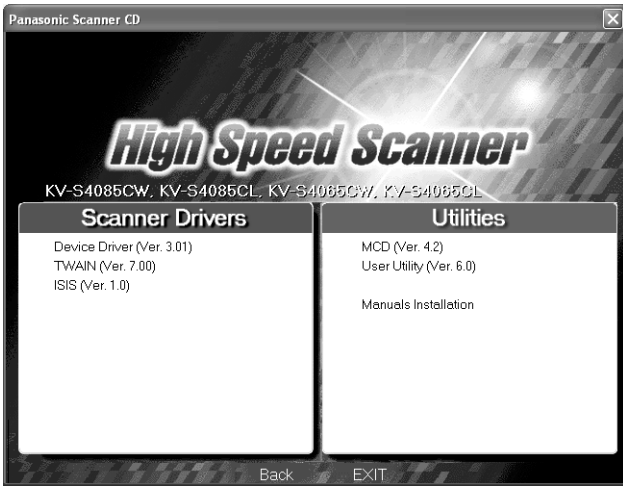 Panasonic Scanner CD
High Speed Scanner
KV-S4085CW, KV-S4085CL, KV-S4065CW, KV-S4065CL
Scanner Drivers
Device Driver (Ver. 3.01)
TWAIN (Ver. 7.00)
ISIS (Ver. 1.0)
Utilities
MCD (Ver. 4.2)
User Utility (Ver. 6.0)
Manuals Installation
Back
EXIT